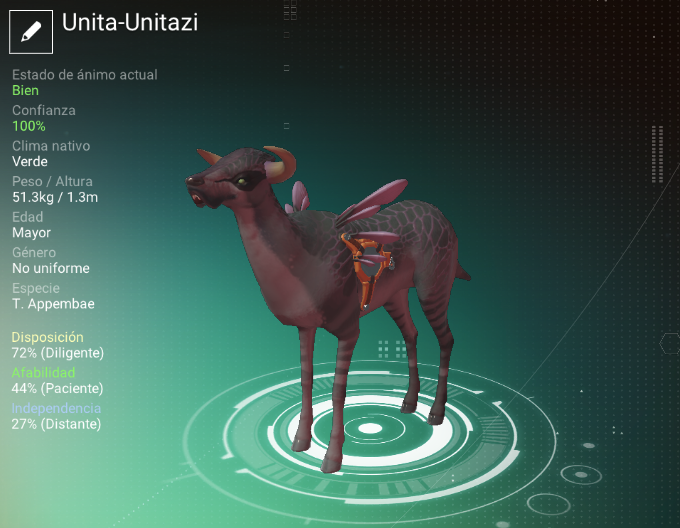 Unita-Unitazi
Estado de ánimo actual
Bien
Confianza
100%
Clima nativo
Verde
Peso / Altura
51.3kg / 1.3m
Edad
Mayor
Género
No uniforme
Especie
T. Appembae
Disposición
72% (Diligente)
Afabilidad
44% (Paciente)
Independencia
27% (Distante)